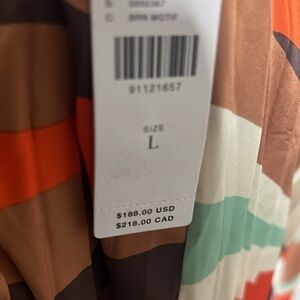 C: BRN MOTIF
91121657
SIZE
L
$188.00 USD
$218.00 CAD